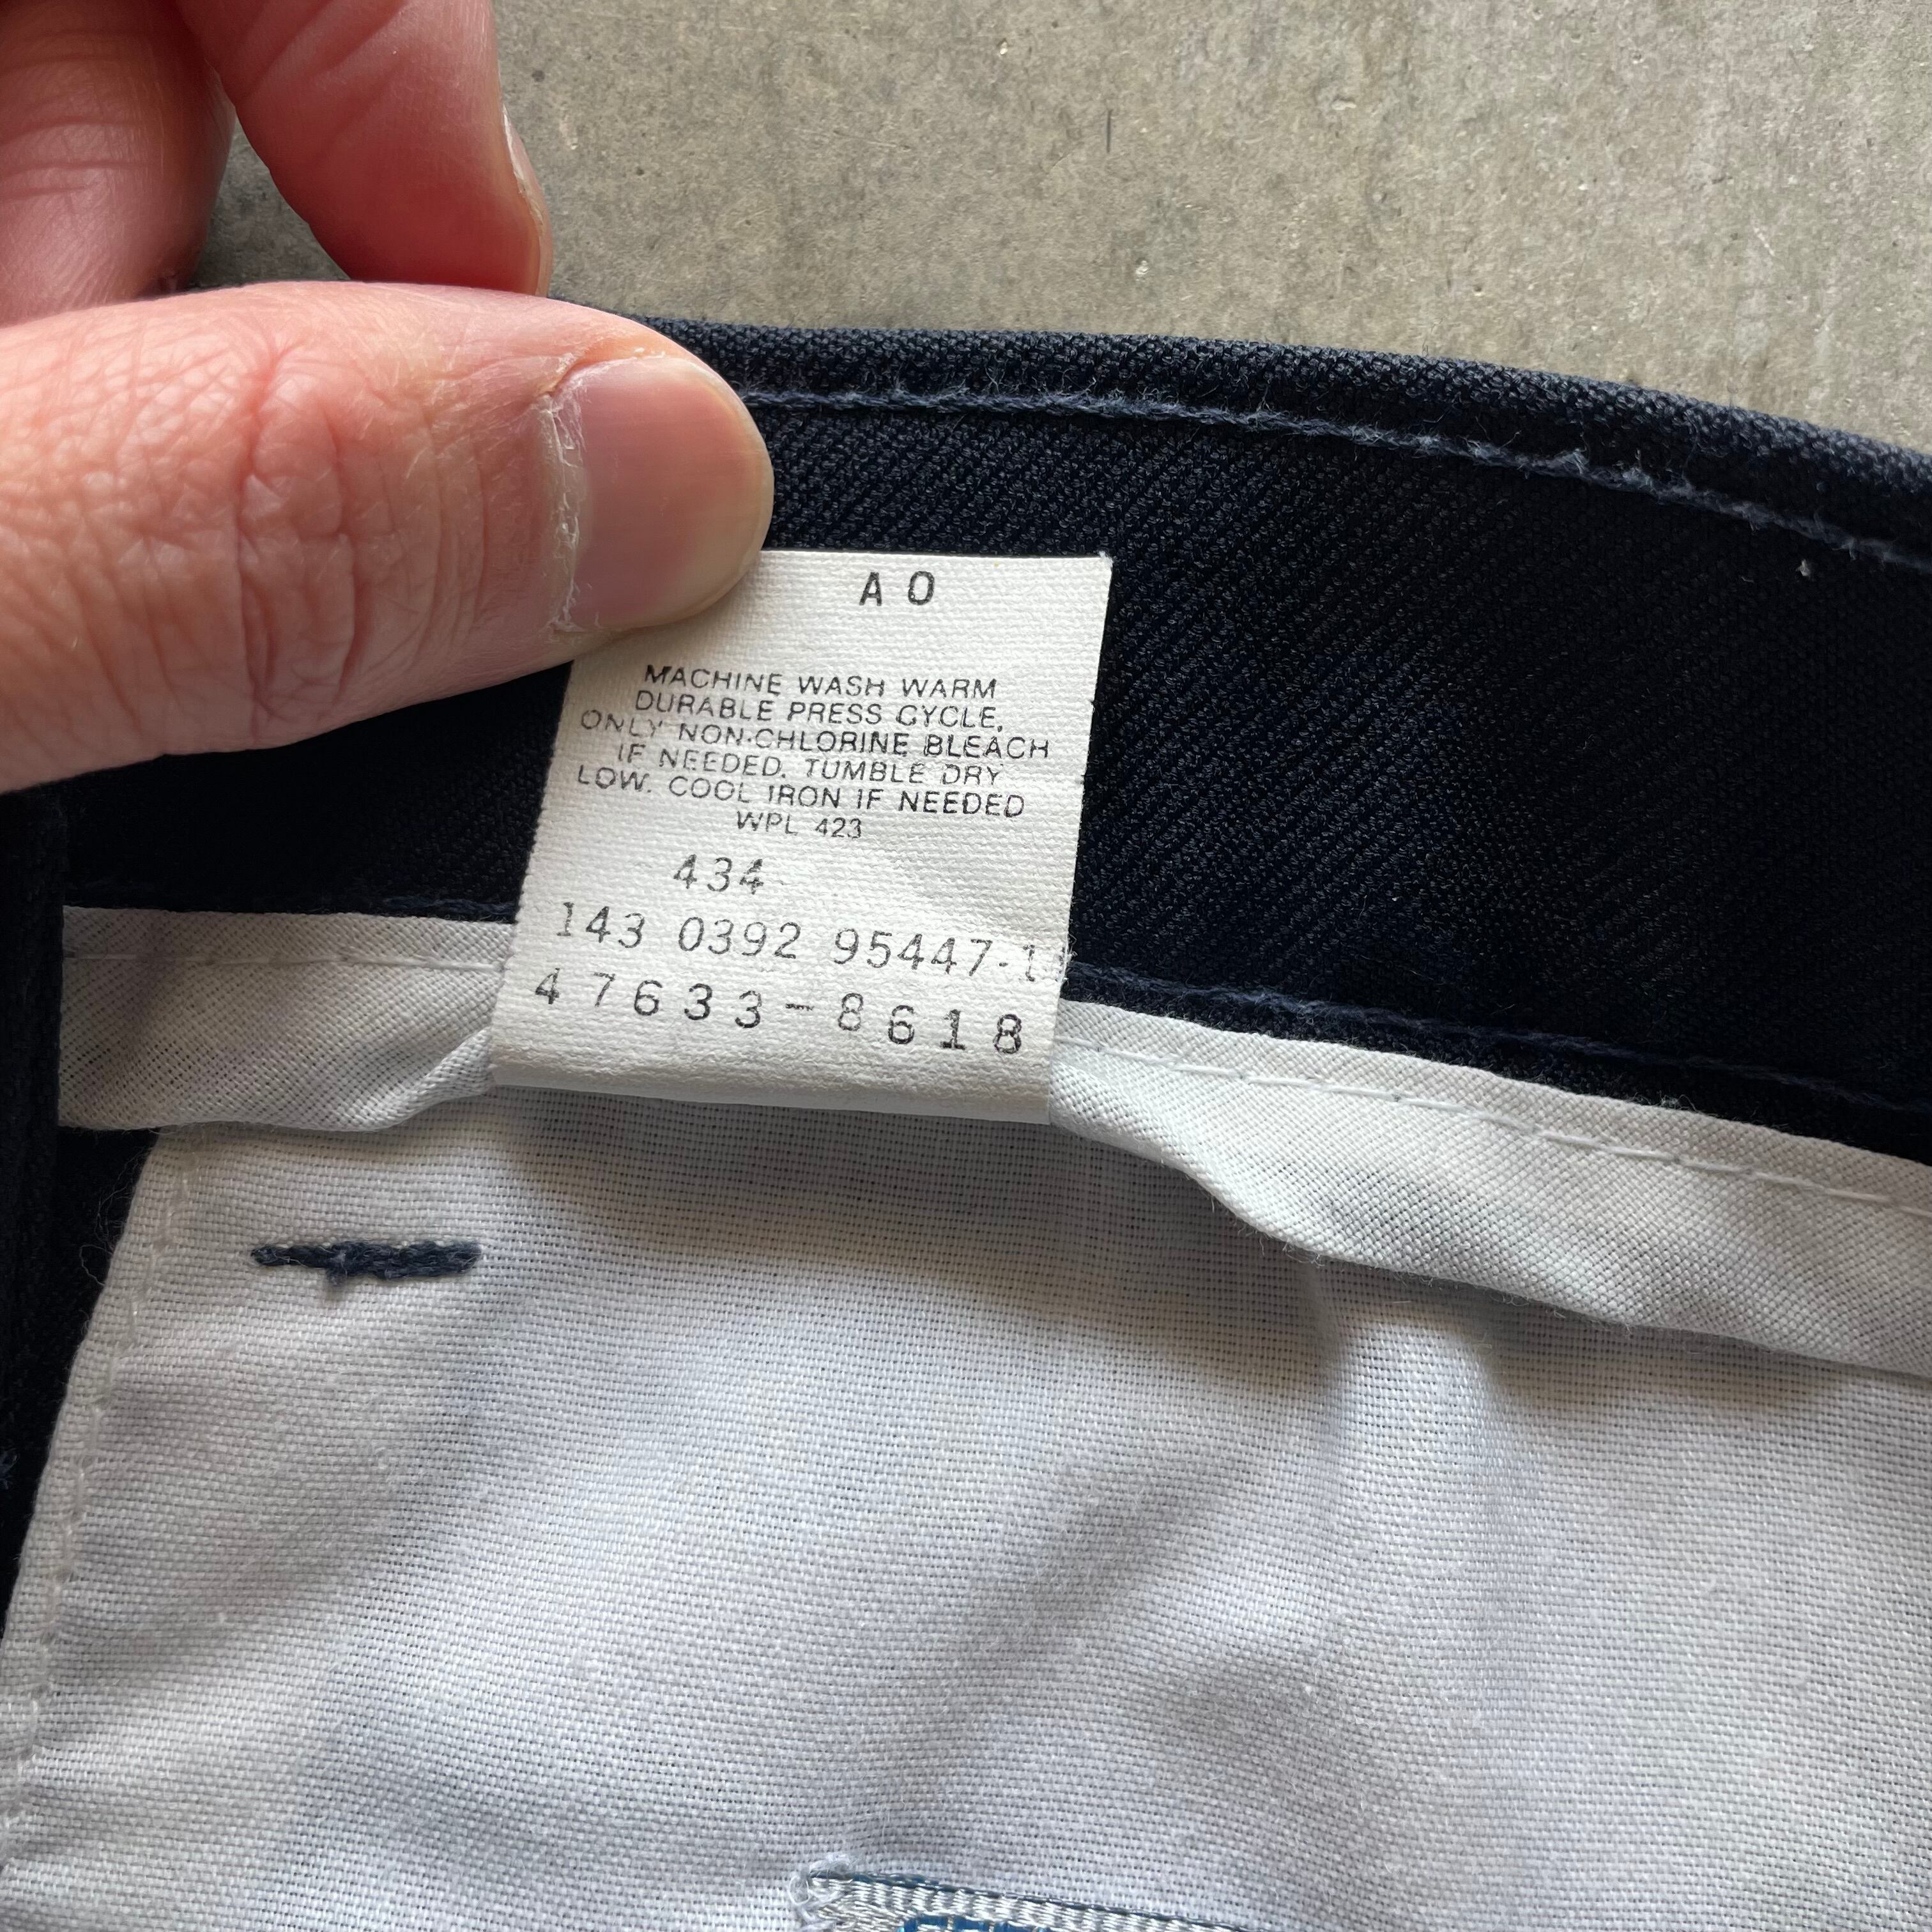 A O
MACHINE WASH WARM
DURABLE PRESS CYCLE,
ONLY NON-CHLORINE BLEACH
IF NEEDED. TUMBLE DRY
LOW. COOL IRON IF NEEDED
WPL 423
434
143 0392 95447-1
47633-8618